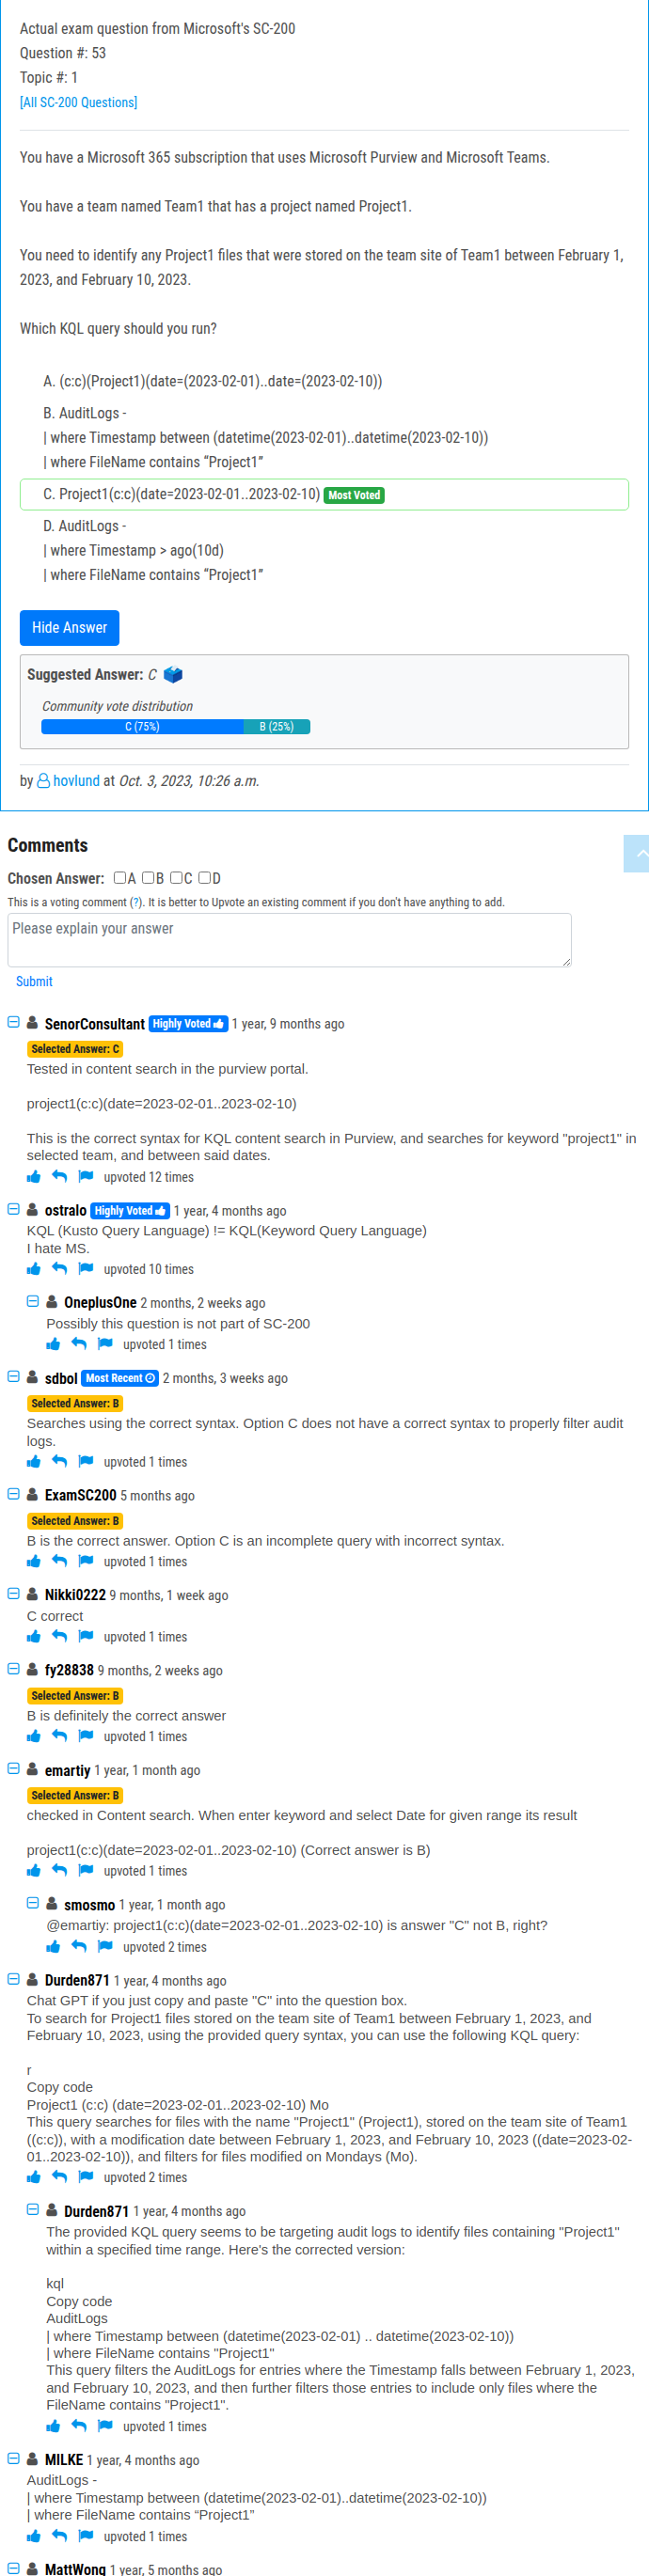 Actual exam question from Microsoft's SC-200
Question #: 53
Topic #: 1
[All SC-200 Questions]
You have a Microsoft 365 subscription that uses Microsoft Purview and Microsoft Teams.
You have a team named Team1 that has a project named Project1.
You need to identify any Project1 files that were stored on the team site of Team1 between February 1,
2023, and February 10, 2023.
Which KQL query should you run?
A. (c:c)(Project1)(date=(2023-02-01)..date=(2023-02-10))
B. AuditLogs -
| where Timestamp between (datetime(2023-02-01)..datetime(2023-02-10))
| where FileName contains “Project1”
C. Project1(c:c)(date=2023-02-01..2023-02-10) Most Voted
D. AuditLogs -
| where Timestamp > ago(10d)
| where FileName contains “Project1”
Hide Answer
Suggested Answer: C
Community vote distribution
C (75%) B (25%)
by hovlund at Oct. 3, 2023, 10:26 a.m.
Comments
Chosen Answer: A B C D
This is a voting comment (?). It is better to Upvote an existing comment if you don't have anything to add.
Please explain your answer
Submit
SenorConsultant Highly Voted 1 year, 9 months ago
Selected Answer: C
Tested in content search in the purview portal.
project1(c:c)(date=2023-02-01..2023-02-10)
This is the correct syntax for KQL content search in Purview, and searches for keyword "project1" in
selected team, and between said dates.
upvoted 12 times
ostralo Highly Voted 1 year, 4 months ago
KQL (Kusto Query Language) != KQL(Keyword Query Language)
I hate MS.
upvoted 10 times
OneplusOne 2 months, 2 weeks ago
Possibly this question is not part of SC-200
upvoted 1 times
sdbol Most Recent 2 months, 3 weeks ago
Selected Answer: B
Searches using the correct syntax. Option C does not have a correct syntax to properly filter audit
logs.
upvoted 1 times
ExamSC200 5 months ago
Selected Answer: B
B is the correct answer. Option C is an incomplete query with incorrect syntax.
upvoted 1 times
Nikki0222 9 months, 1 week ago
C correct
upvoted 1 times
fy28838 9 months, 2 weeks ago
Selected Answer: B
B is definitely the correct answer
upvoted 1 times
emartiy 1 year, 1 month ago
Selected Answer: B
checked in Content search. When enter keyword and select Date for given range its result
project1(c:c)(date=2023-02-01..2023-02-10) (Correct answer is B)
upvoted 1 times
smosmo 1 year, 1 month ago
@emartiy: project1(c:c)(date=2023-02-01..2023-02-10) is answer "C" not B, right?
upvoted 2 times
Durden871 1 year, 4 months ago
Chat GPT if you just copy and paste "C" into the question box.
To search for Project1 files stored on the team site of Team1 between February 1, 2023, and
February 10, 2023, using the provided query syntax, you can use the following KQL query:
r
Copy code
Project1 (c:c) (date=2023-02-01..2023-02-10) Mo
This query searches for files with the name "Project1" (Project1), stored on the team site of Team1
((c:c)), with a modification date between February 1, 2023, and February 10, 2023 ((date=2023-02-
01..2023-02-10)), and filters for files modified on Mondays (Mo).
upvoted 2 times
Durden871 1 year, 4 months ago
The provided KQL query seems to be targeting audit logs to identify files containing "Project1"
within a specified time range. Here's the corrected version:
kql
Copy code
AuditLogs
| where Timestamp between (datetime(2023-02-01) .. datetime(2023-02-10))
| where FileName contains "Project1"
This query filters the AuditLogs for entries where the Timestamp falls between February 1, 2023,
and February 10, 2023, and then further filters those entries to include only files where the
FileName contains "Project1".
upvoted 1 times
MILKE 1 year, 4 months ago
AuditLogs -
| where Timestamp between (datetime(2023-02-01)..datetime(2023-02-10))
| where FileName contains “Project1”
upvoted 1 times
MattWong 1 year, 5 months ago